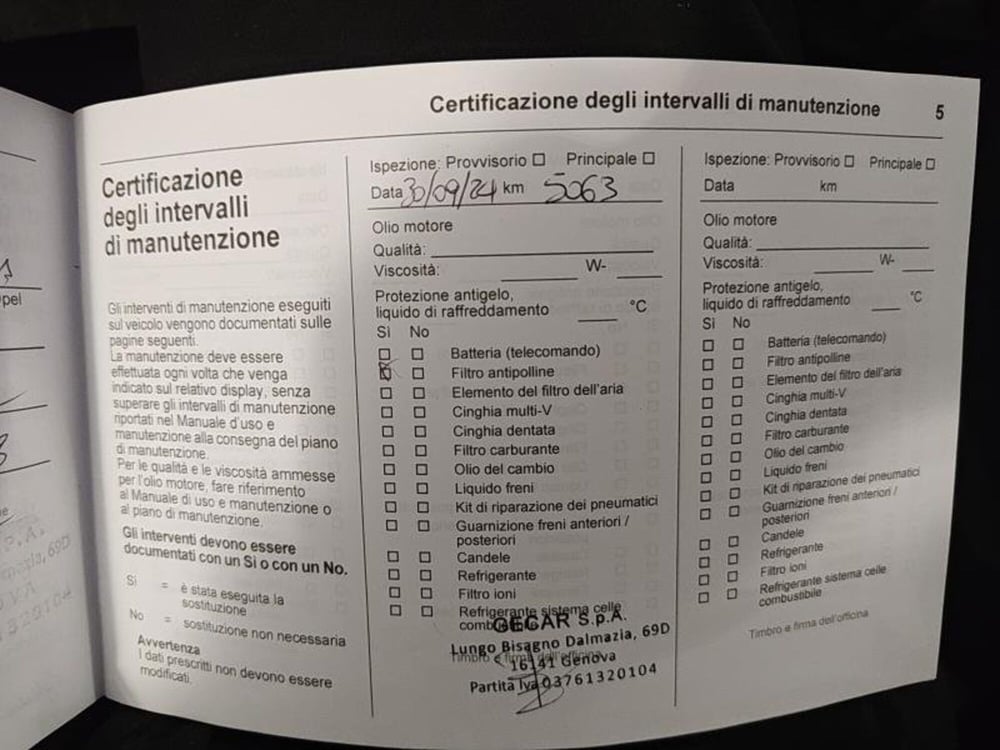 Certificazione degli intervalli di manutenzione 5
Certificazione
degli intervalli
di manutenzione
Gli interventi di manutenzione eseguiti
sul veicolo vengono documentati sulle
pagine seguenti.
La manutenzione deve essere
effettuata ogni volta che venga
indicato sul relativo display, senza
superare gli intervalli di manutenzione
riportati nel Manuale d'uso e
manutenzione alla consegna del piano
di manutenzione.
Per le qualità e le viscosità ammesse
per l'olio motore, fare riferimento
al Manuale di uso e manutenzione o
al piano di manutenzione.
Gli interventi devono essere
documentati con un Sì o con un No.
Sì = è stata eseguita la
sostituzione
No = sostituzione non necessaria
Avvertenza
I dati prescritti non devono essere
modificati.
Ispezione: Provvisorio ☐ Principale ☐
Data 30/09/24 km 5063
Olio motore
Qualità:
Viscosità: W-
Protezione antigelo,
liquido di raffreddamento °C
Sì No
Batteria (telecomando)
Filtro antipolline
Elemento del filtro dell'aria
Cinghia multi-V
Cinghia dentata
Filtro carburante
Olio del cambio
Liquido freni
Kit di riparazione dei pneumatici
Guarnizione freni anteriori /
posteriori
Candele
Refrigerante
Filtro ioni
Refrigerante sistema celle
GECAR S.p.A.
Lungo Bisagno Dalmazia, 69D
16141 Genova
Partita Iva 03761320104
Ispezione: Provvisorio ☐ Principale ☐
Data km
Olio motore
Qualità:
Viscosità: W-
Protezione antigelo,
liquido di raffreddamento °C
Sì No
Batteria (telecomando)
Filtro antipolline
Elemento del filtro dell'aria
Cinghia multi-V
Cinghia dentata
Filtro carburante
Olio del cambio
Liquido freni
Kit di riparazione dei pneumatici
Guarnizione freni anteriori /
posteriori
Candele
Refrigerante
Filtro ioni
Refrigerante sistema celle
combustibile
Timbro e firma dell'officina